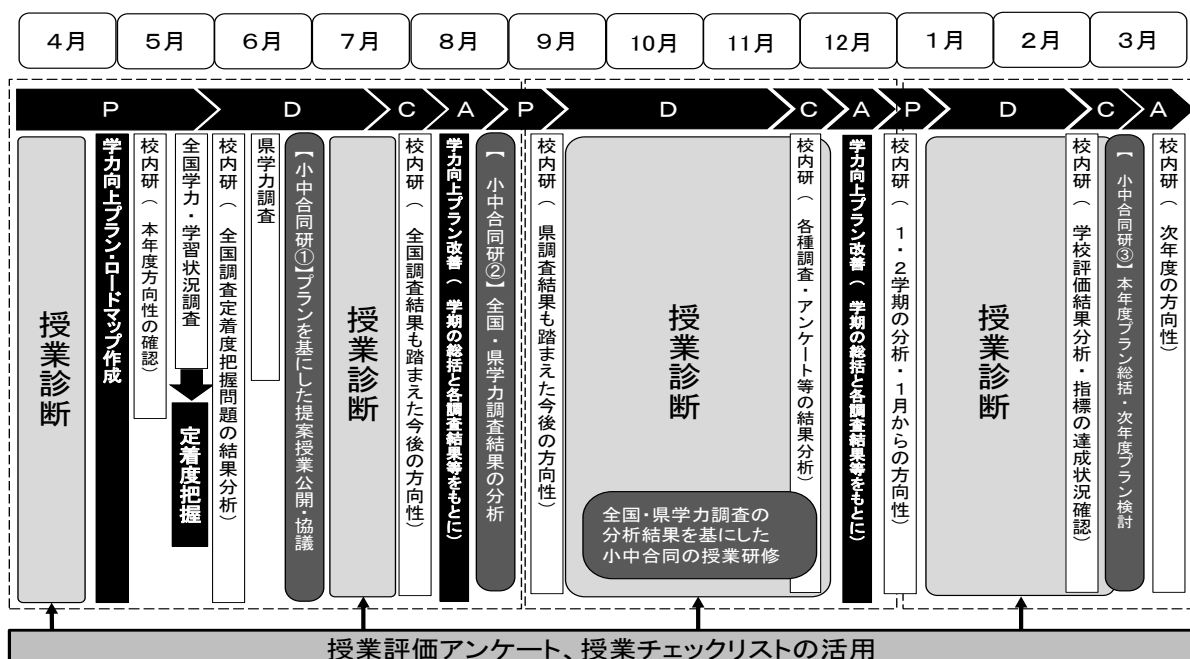 4月
5月
6月
7月
8月
9月
10月
11月
12月
1月
2月
3月
P
D
C
A
P
D
C
A
P
D
C
A
授業診断
学力向上プラン・ロードマップ作成
校内研（ 本年度方向性の確認）
全国学力・学習状況調査
定着度把握
校内研（ 全国調査定着度把握問題の結果分析）
県学力調査
【小中合同研①】プランを基にした提案授業公開・協議
授業診断
校内研（ 全国調査結果も踏まえた今後の方向性）
学力向上プラン改善（ 学期の総括と各調査結果等をもとに）
【 小中合同研②】全国・県学力調査結果の分析
校内研（ 県調査結果も踏まえた今後の方向性）
授業診断
全国・県学力調査の
分析結果を基にした
小中合同の授業研修
校内研（ 各種調査・アンケート等の結果分析）
学力向上プラン改善（ 学期の総括と各調査結果等をもとに）
校内研（ 1・2学期の分析・1月からの方向性）
授業診断
校内研（ 学校評価結果分析・指標の達成状況確認）
【 小中合同研③】本年度プラン総括・次年度プラン検討
校内研（ 次年度の方向性）
授業評価アンケート、授業チェックリストの活用